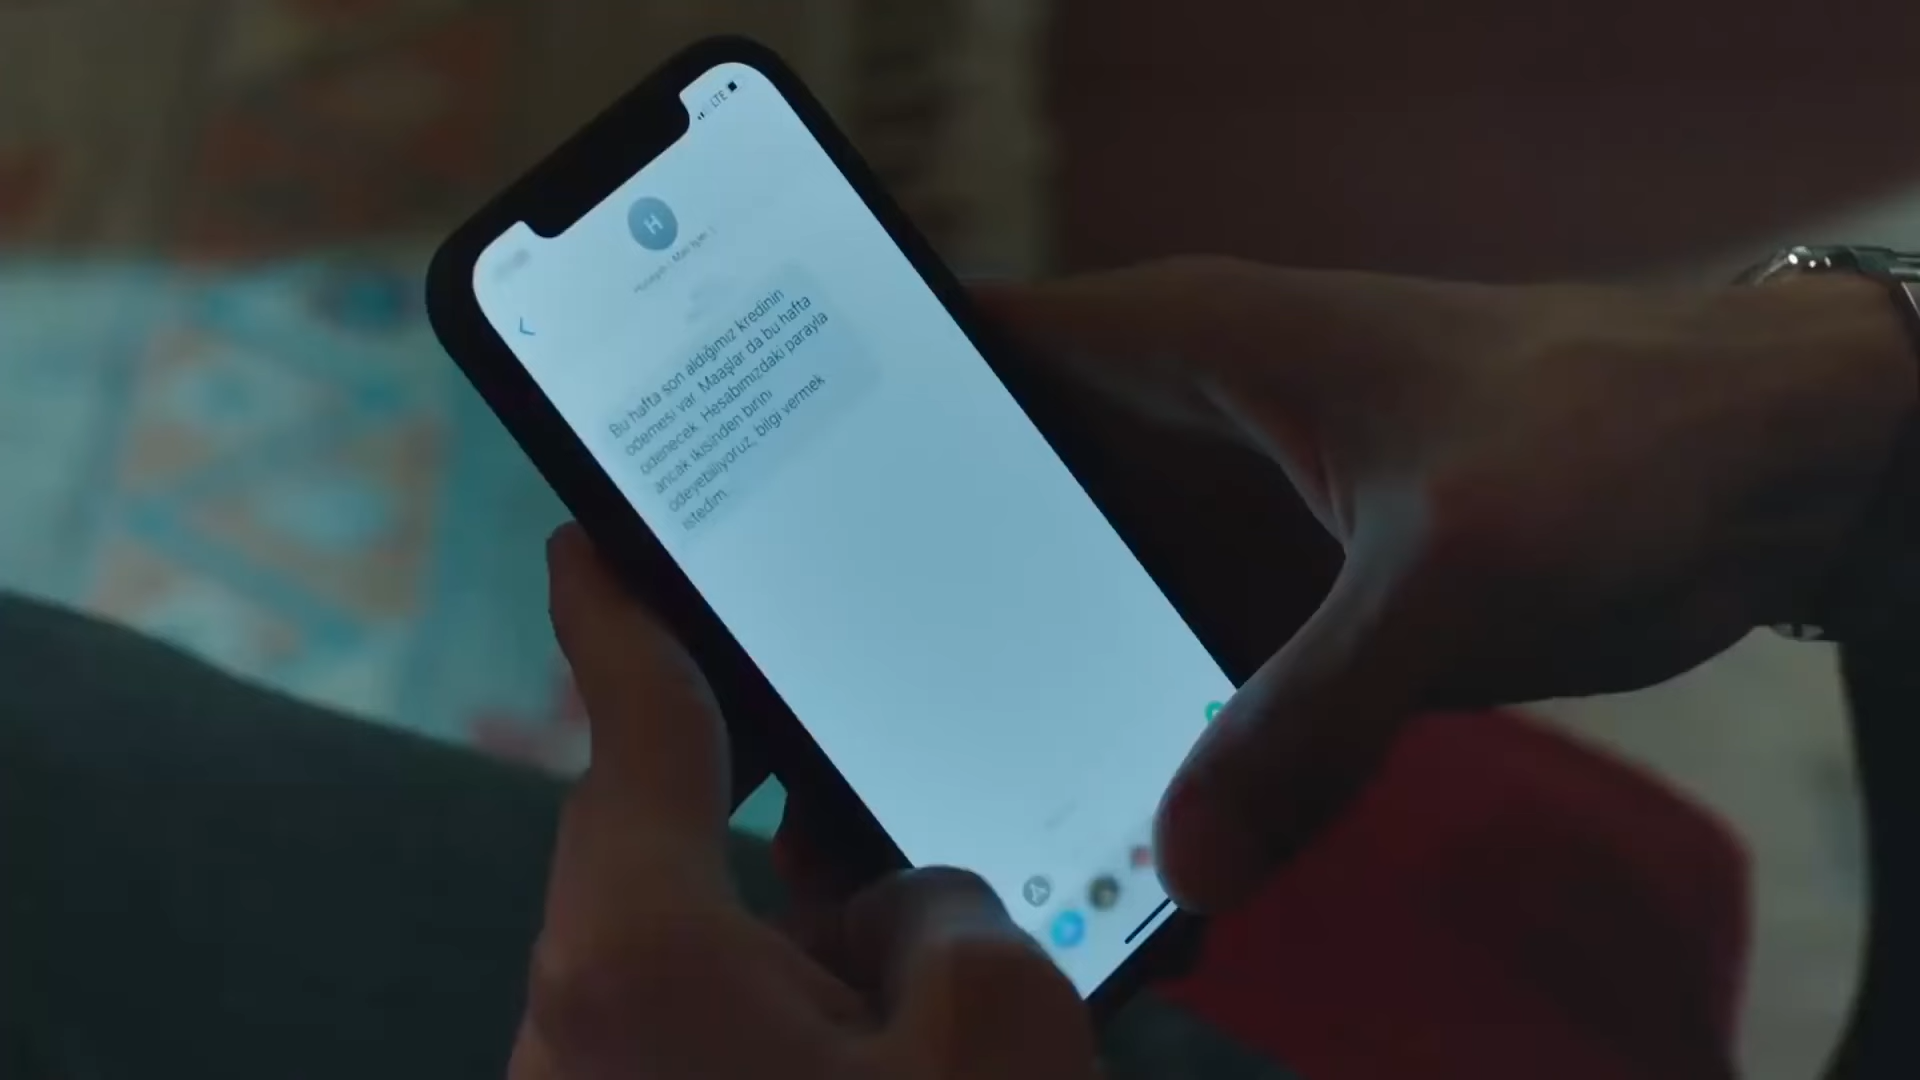 LTE
H
Bu hafta son aldığımız kredinin
ödemesi var. Maaşlar da bu hafta
ödenecek. Hesabımızdaki parayla
ancak ikisinden birini
ödeyebiliyoruz, bilgi vermek
istedim.